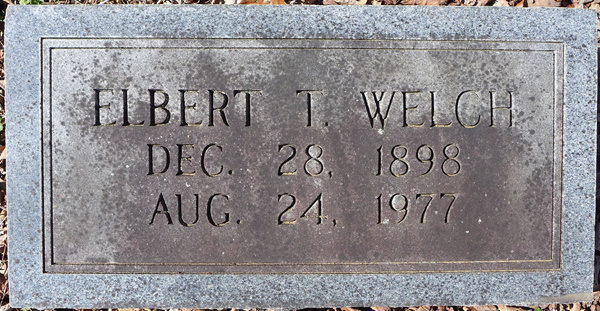 ELBERT T. WELCH
DEC. 28, 1898
AUG. 24, 1977